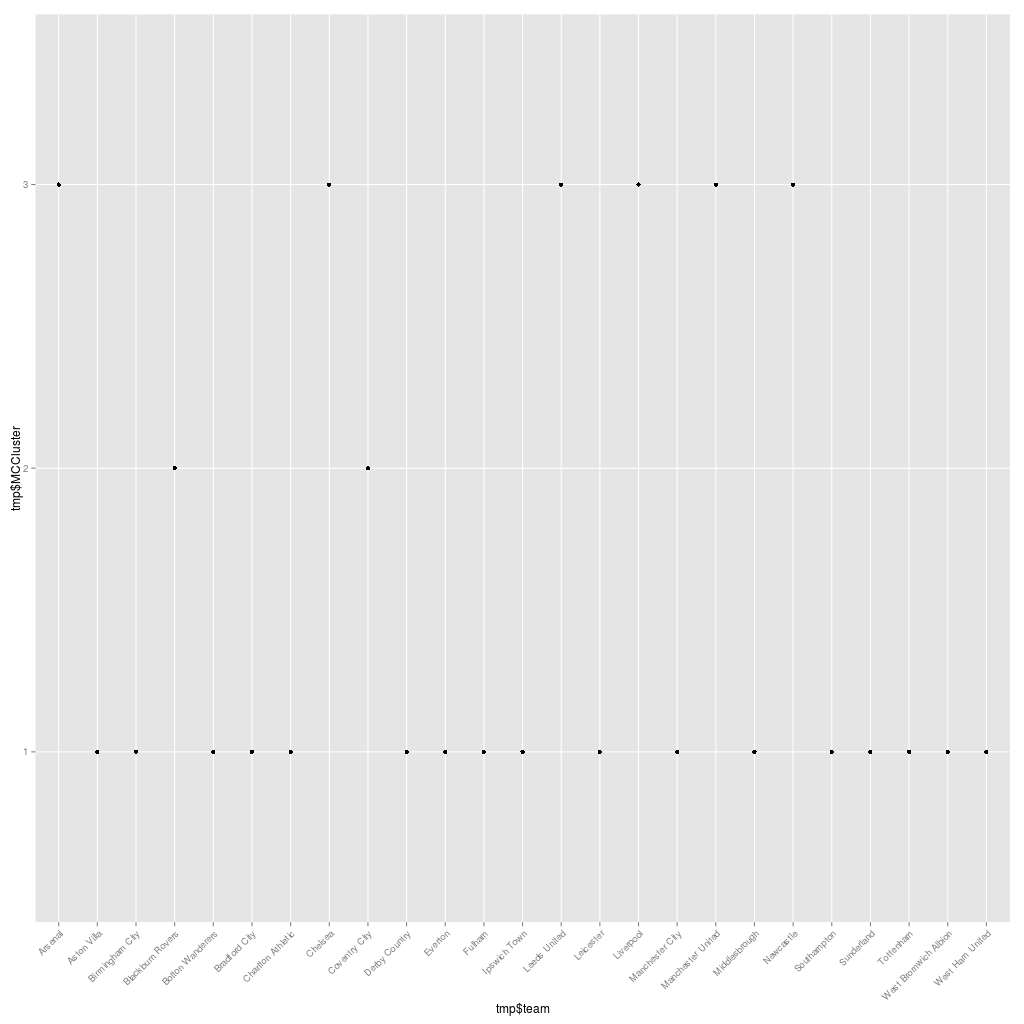 3
2
1
tmp$MCCluster
Arsenal
Aston Villa
Birmingham City
Blackburn Rovers
Bolton Wanderers
Bradford City
Charlton Athletic
Chelsea
Coventry City
Derby Country
Everton
Fulham
Ipswich Town
Leeds United
Leicester
Liverpool
Manchester City
Manchester United
Middlesbrough
Newcastle
Southampton
Sunderland
Tottenham
West Bromwich Albion
West Ham United
tmp$team